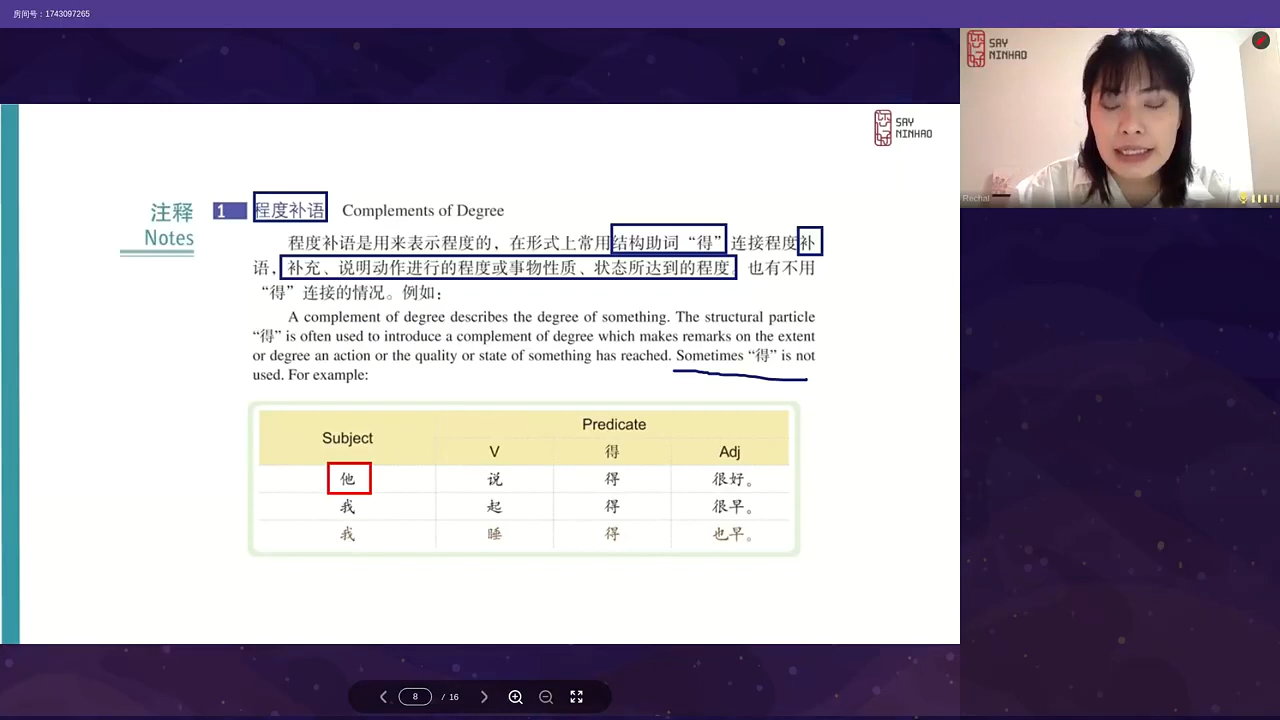 房间号：1743097265
SAY
NINHAO
SAY
NINHAO
Rechal
注释
Notes
1 程度补语 Complements of Degree
程度补语是用来表示程度的，在形式上常用结构助词“得”连接程度补
语，补充、说明动作进行的程度或事物性质、状态所达到的程度。也有不用
“得”连接的情况。例如：
A complement of degree describes the degree of something. The structural particle
“得” is often used to introduce a complement of degree which makes remarks on the extent
or degree an action or the quality or state of something has reached. Sometimes “得” is not
used. For example:
Subject Predicate
V 得 Adj
他 说 得 很好。
我 起 得 很早。
我 睡 得 也早。
8 / 16